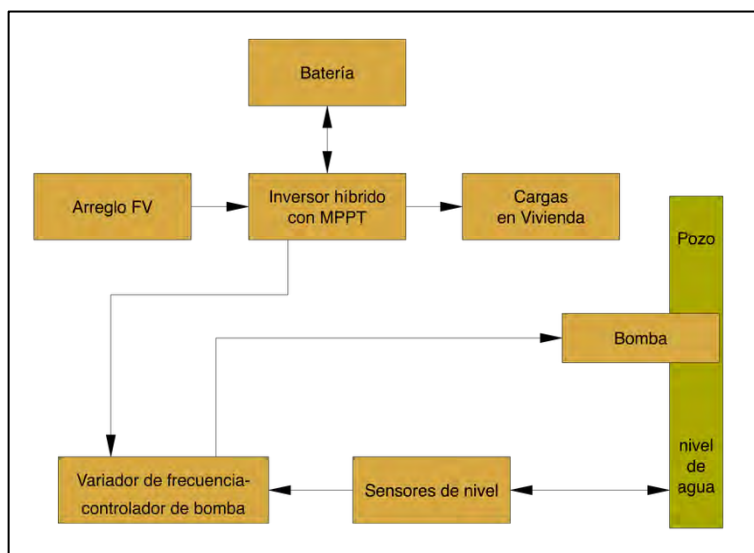 Batería
Arreglo FV
Inversor híbrido
con MPPT
Cargas
en Vivienda
Pozo
Bomba
Variador de frecuencia-
controlador de bomba
Sensores de nivel
nivel
de
agua